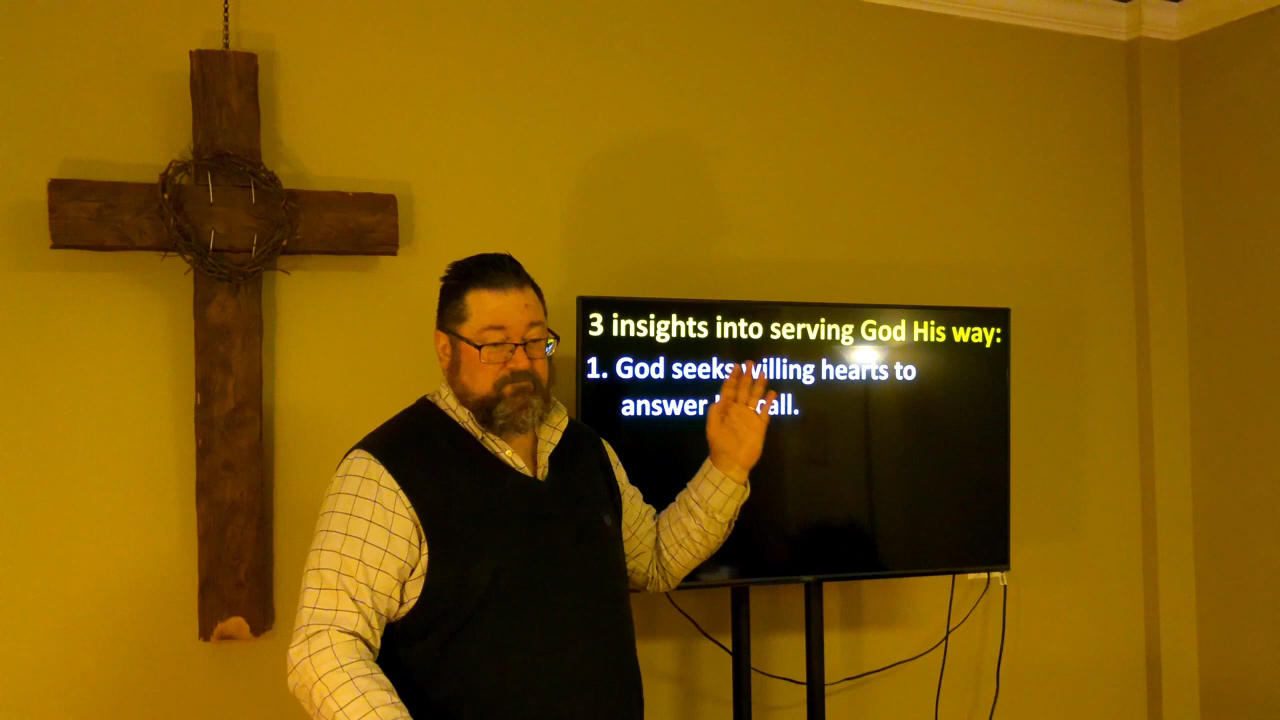 3 insights into serving God His way:
1. God seeks willing hearts to
answer call.